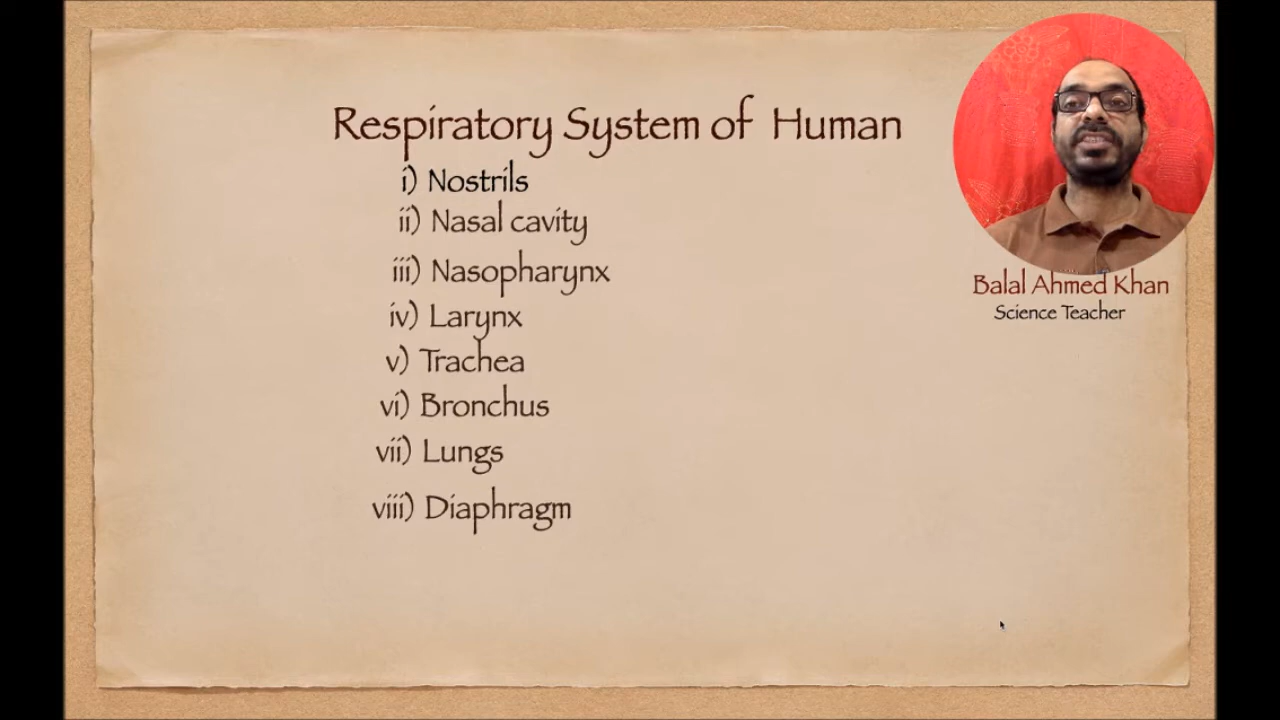 Respiratory System of Human
i) Nostrils
ii) Nasal cavity
iii) Nasopharynx
iv) Larynx
v) Trachea
vi) Bronchus
vii) Lungs
viii) Diaphragm
Balal Ahmed Khan
Science Teacher